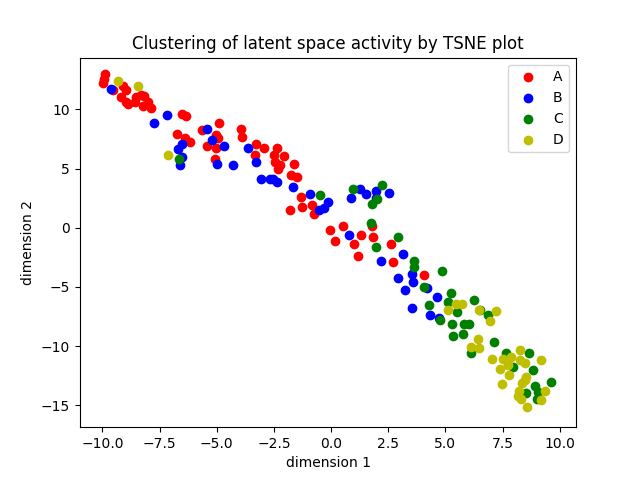 Clustering of latent space activity by TSNE plot
A
B
C
D
10
5
0
−5
−10
−15
dimension 2
−10.0 −7.5 −5.0 −2.5 0.0 2.5 5.0 7.5 10.0
dimension 1